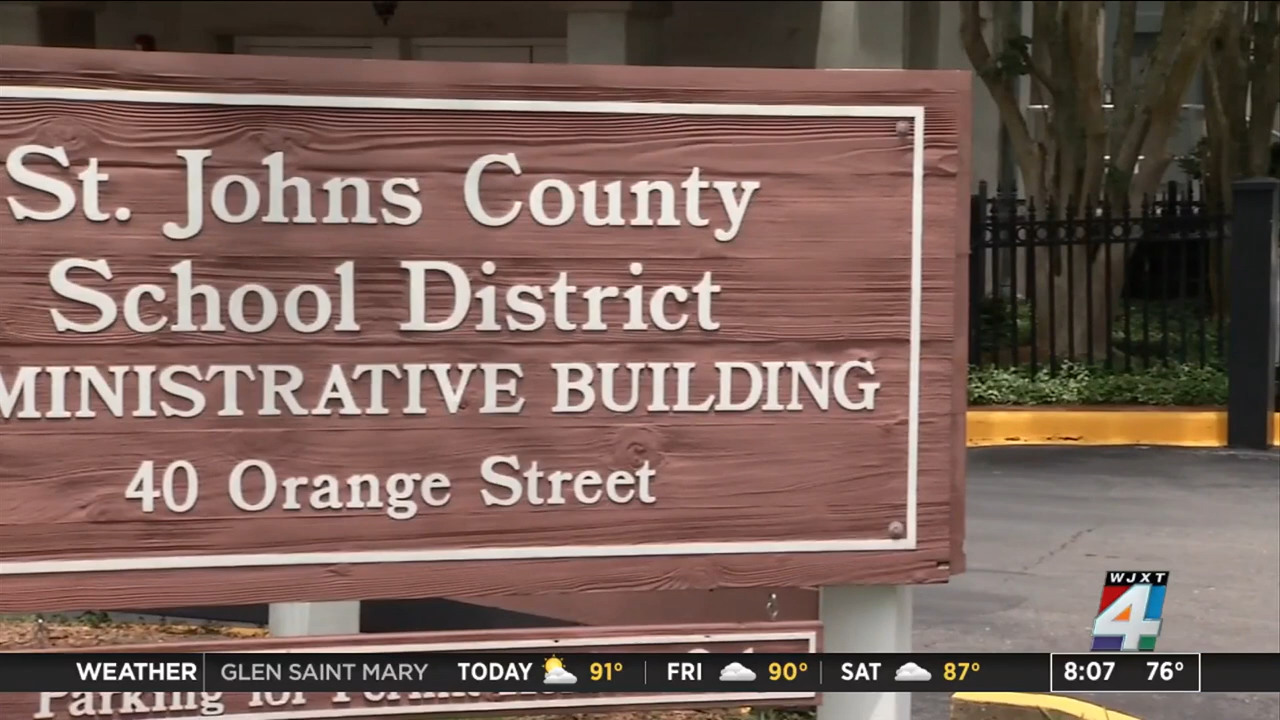 St. Johns County
School District
MINISTRATIVE BUILDING
40 Orange Street
WJXT
4
WEATHER GLEN SAINT MARY TODAY 91° FRI 90° SAT 87° 8:07 76°
Parking for